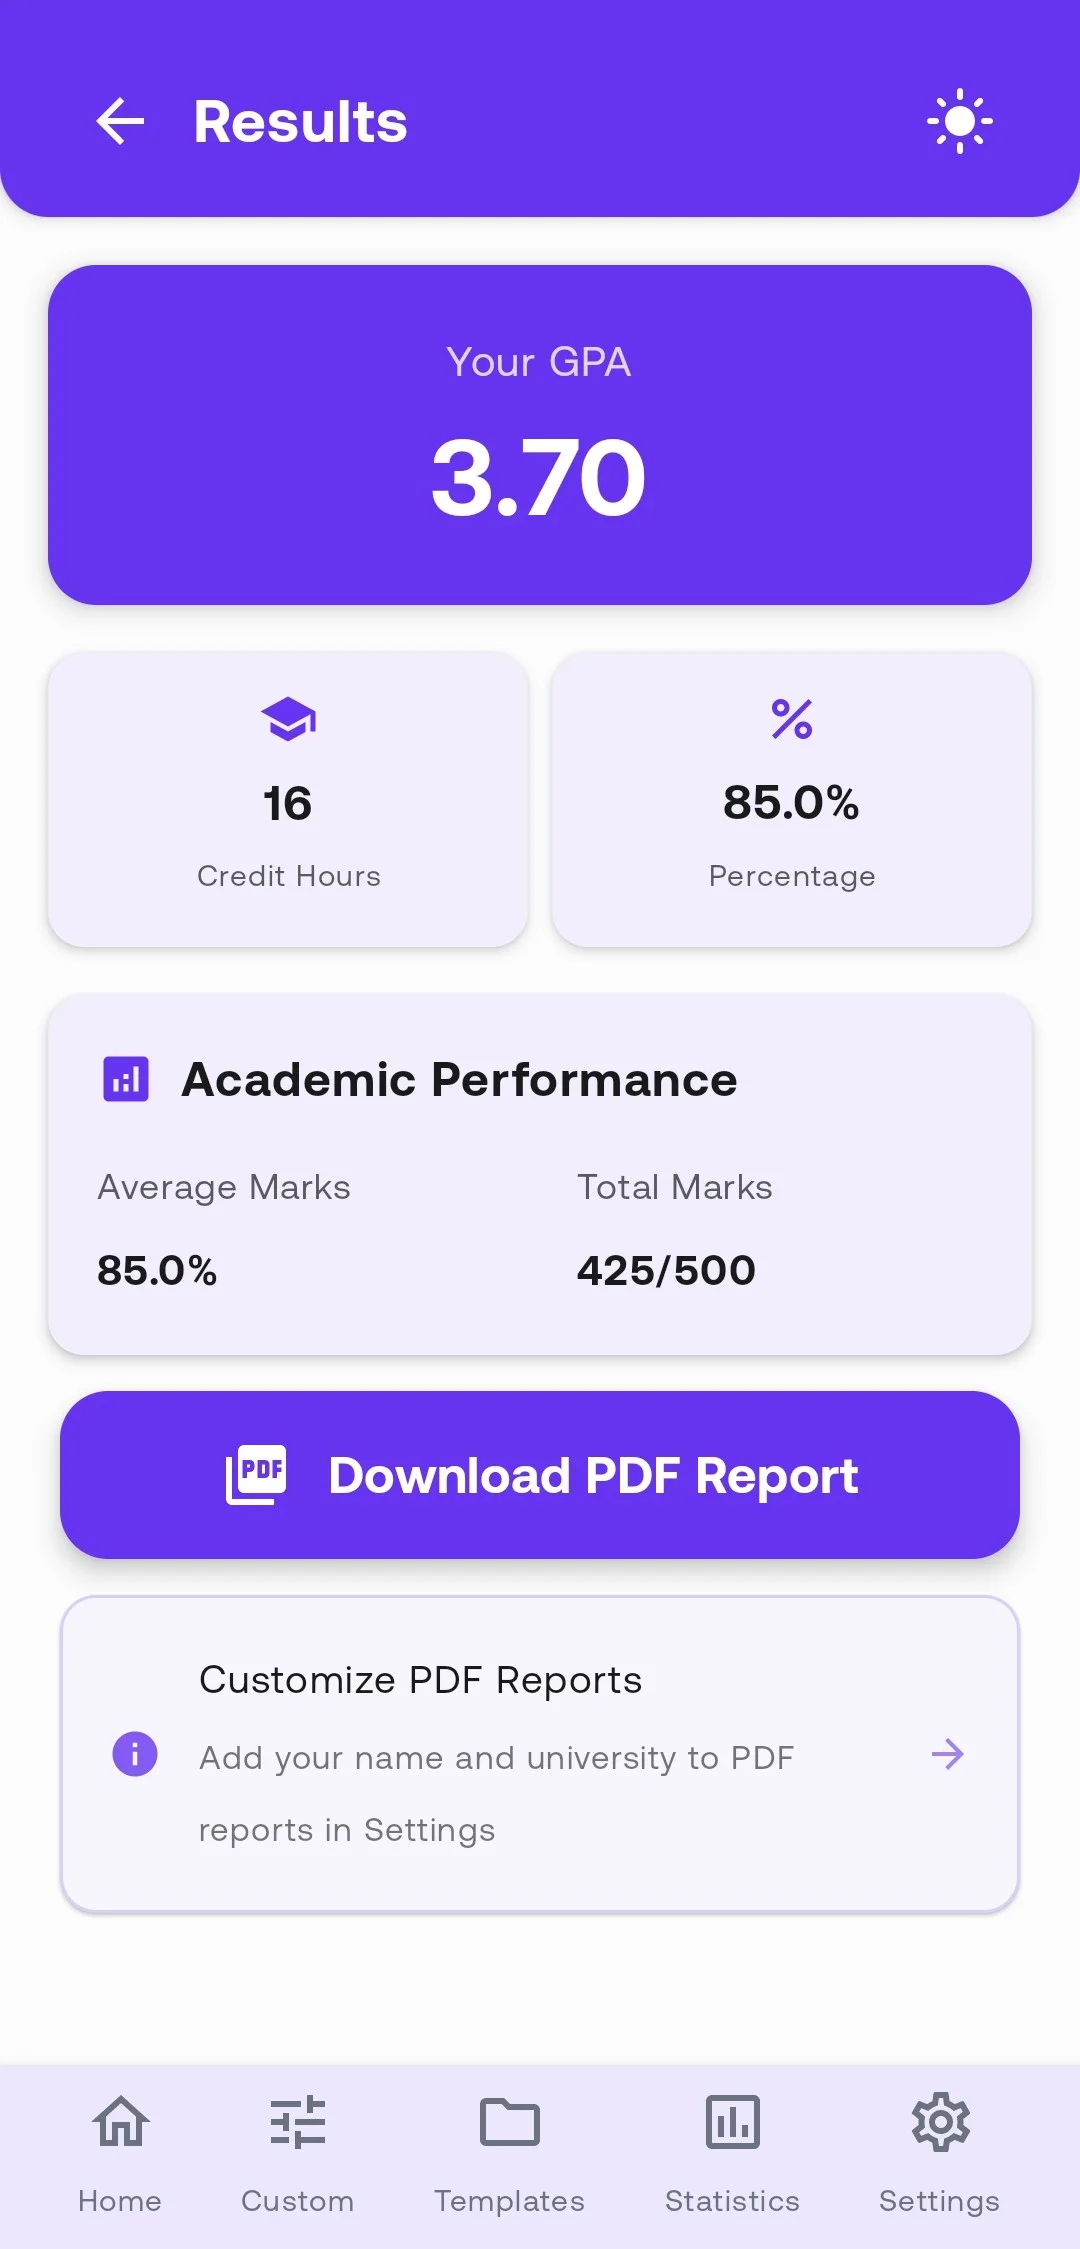 Results
Your GPA
3.70
16
Credit Hours
85.0%
Percentage
Academic Performance
Average Marks
85.0%
Total Marks
425/500
PDF
Download PDF Report
Customize PDF Reports
Add your name and university to PDF
reports in Settings
Home
Custom
Templates
Statistics
Settings